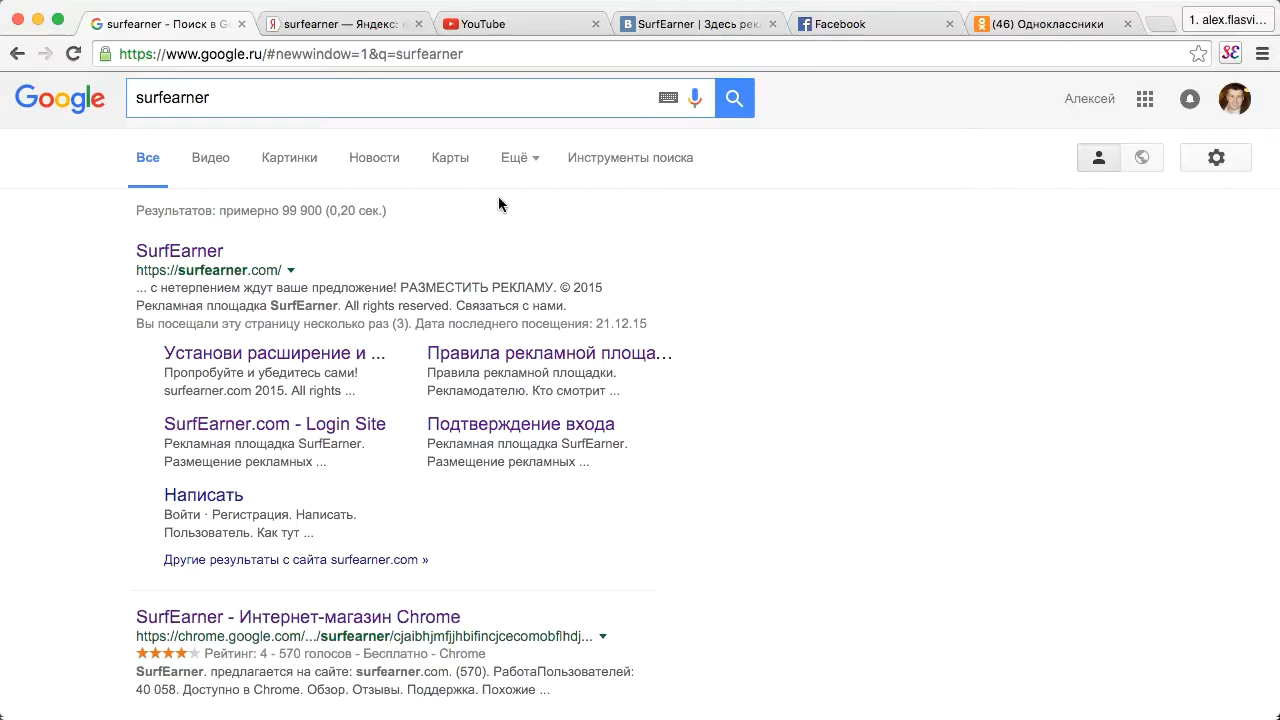 surfearner - Поиск в G
surfearner — Яндекс:
YouTube
SurfEarner | Здесь рек
Facebook
(46) Одноклассники
1. alex.flasvi...
https://www.google.ru/#newwindow=1&q=surfearner
Google
surfearner
Алексей
Все
Видео
Картинки
Новости
Карты
Ещё
Инструменты поиска
Результатов: примерно 99 900 (0,20 сек.)
SurfEarner
https://surfearner.com/
... с нетерпением ждут ваше предложение! РАЗМЕСТИТЬ РЕКЛАМУ. © 2015
Рекламная площадка SurfEarner. All rights reserved. Связаться с нами.
Вы посещали эту страницу несколько раз (3). Дата последнего посещения: 21.12.15
Установи расширение и ...
Пропробуйте и убедитесь сами!
surfearner.com 2015. All rights ...
Правила рекламной площа...
Правила рекламной площадки.
Рекламодателю. Кто смотрит ...
SurfEarner.com - Login Site
Рекламная площадка SurfEarner.
Размещение рекламных ...
Подтверждение входа
Рекламная площадка SurfEarner.
Размещение рекламных ...
Написать
Войти · Регистрация. Написать.
Пользователь. Как тут ...
Другие результаты с сайта surfearner.com »
SurfEarner - Интернет-магазин Chrome
https://chrome.google.com/.../surfearner/cjaibhjmfjjhbifincjcecomobflhdj...
Рейтинг: 4 - 570 голосов - Бесплатно - Chrome
SurfEarner. предлагается на сайте: surfearner.com. (570). РаботаПользователей:
40 058. Доступно в Chrome. Обзор. Отзывы. Поддержка. Похожие ...